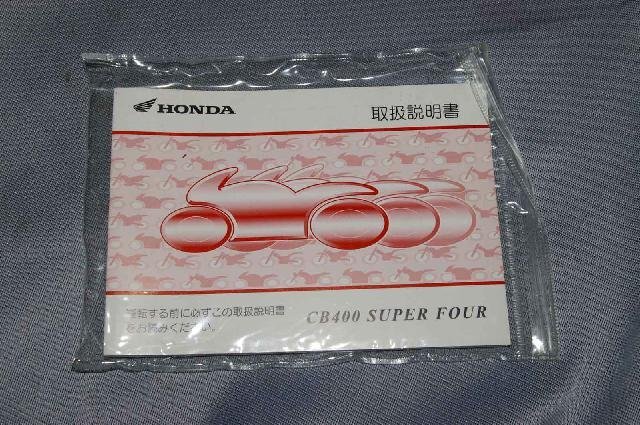 HONDA
取扱説明書
運転する前に必ずこの取扱説明書
をお読みください。
CB400 SUPER FOUR